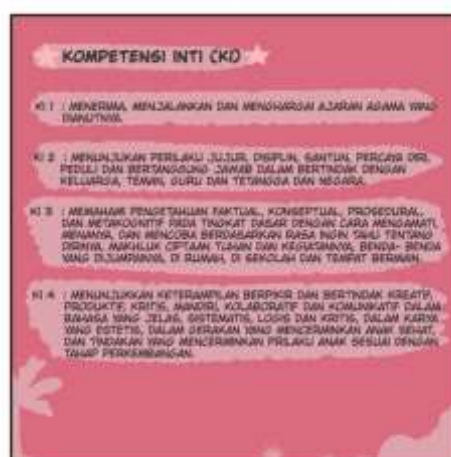 KOMPETENSI INTI (KI)
KI 1 : MENERIMA, MENJALANKAN DAN MENGHARGAI AJARAN AGAMA YANG
DIANUTNYA.
KI 2 : MENUNJUKAN PERILAKU JUJUR, DISIPLIN, SANTUN, PERCAYA DIRI,
PEDULI DAN BERTANGGUNG JAWAB DALAM BERTINDAK DENGAN
KELUARGA, TEMAN, GURU DAN TETANGGA DAN NEGARA.
KI 3 : MEMAHAMI PENGETAHUAN FAKTUAL, KONSEPTUAL, PROSEDURAL,
DAN METAKOGNITIF PADA TINGKAT DASAR DENGAN CARA MENGAMATI,
MENANYA, DAN MENCOBA BERDASARKAN RASA INGIN TAHU TENTANG
DIRINYA, MAKHLUK CIPTAAN TUHAN DAN KEGIATANNYA, BENDA- BENDA
YANG DIJUMPAINYA, DI RUMAH, DI SEKOLAH DAN TEMPAT BERMAIN.
KI 4 : MENUNJUKKAN KETERAMPILAN BERPIKIR DAN BERTINDAK KREATIF,
PRODUKTIF, KRITIS, MANDIRI, KOLABORATIF DAN KOMUNIKATIF DALAM
BAHASA YANG JELAS, SISTEMATIS, LOGIS DAN KRITIS, DALAM KARYA
YANG ESTETIS, DALAM GERAKAN YANG MENCERMINKAN ANAK SEHAT,
DAN TINDAKAN YANG MENCERMINKAN PRILAKU ANAK SESUAI DENGAN
TAHAP PERKEMBANGAN.